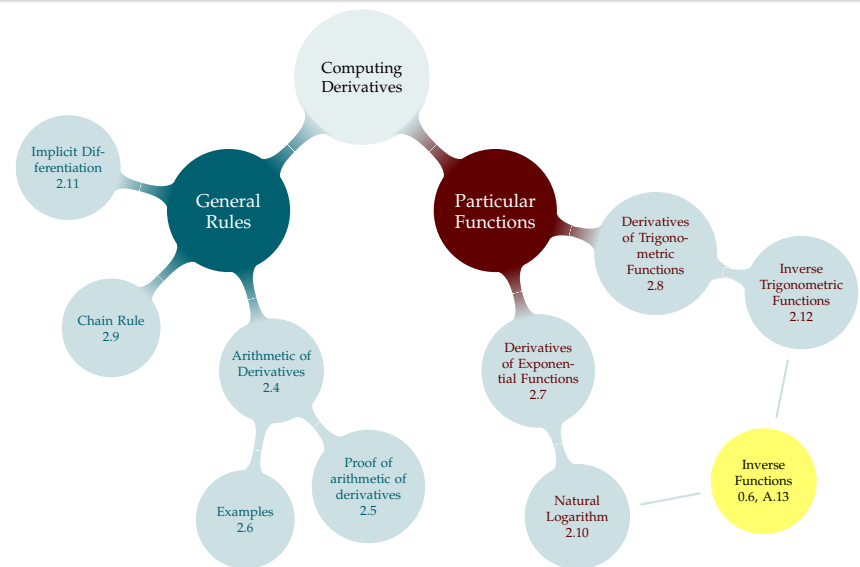 Computing
Derivatives
General
Rules
Implicit Dif-
ferentiation
2.11
Chain Rule
2.9
Arithmetic of
Derivatives
2.4
Examples
2.6
Proof of
arithmetic of
derivatives
2.5
Particular
Functions
Derivatives
of Trigono-
metric
Functions
2.8
Inverse
Trigonometric
Functions
2.12
Derivatives
of Exponen-
tial Functions
2.7
Natural
Logarithm
2.10
Inverse
Functions
0.6, A.13